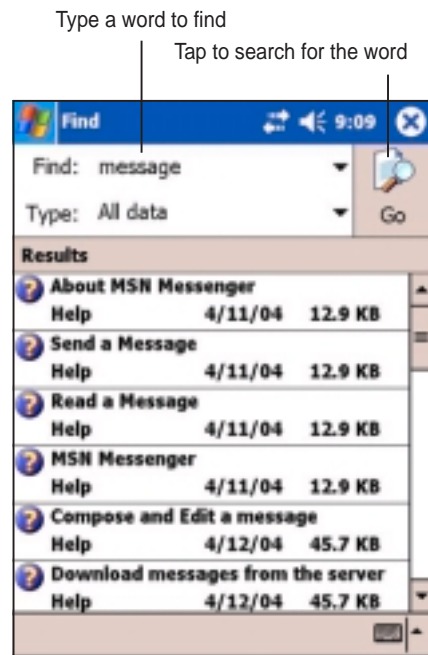 Type a word to find
Tap to search for the word
Find 9:09
Find: message
Type: All data Go
Results
About MSN Messenger
Help 4/11/04 12.9 KB
Send a Message
Help 4/11/04 12.9 KB
Read a Message
Help 4/11/04 12.9 KB
MSN Messenger
Help 4/11/04 12.9 KB
Compose and Edit a message
Help 4/12/04 45.7 KB
Download messages from the server
Help 4/12/04 45.7 KB